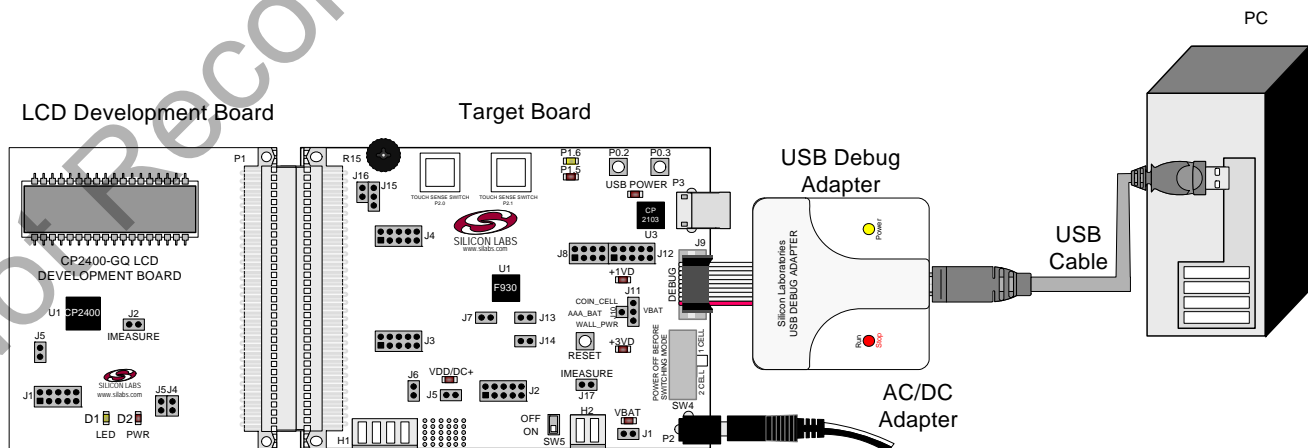 PC
LCD Development Board
Target Board
USB Debug
Adapter
USB
Cable
AC/DC
Adapter
P1
CP2400-GQ LCD
DEVELOPMENT BOARD
U1
CP2400
J2
IMEASURE
J5
SILICON LABS
www.silabs.com
J1
J5
J4
D1
D2
LED
PWR
R15
J16
J15
TOUCH SENSE SWITCH
P2.0
TOUCH SENSE SWITCH
P2.1
P1.6
P1.5
P0.2
P0.3
USB POWER
P3
CP
2103
U3
J4
SILICON LABS
www.silabs.com
J8
J12
J9
DEBUG
+1VD
U1
F930
J11
COIN_CELL
AAA_BAT
WALL_PWR
J10
VBAT
J7
J13
J14
RESET
+3VD
J3
POWER OFF BEFORE
SWITCHING MODE
2 CELL
1 CELL
SW4
J6
VDD/DC+
J5
J2
IMEASURE
J17
H1
OFF
ON
SW5
H2
VBAT
J1
P2
Silicon Laboratories
USB DEBUG ADAPTER
Power
Run
Stop
Not Recom